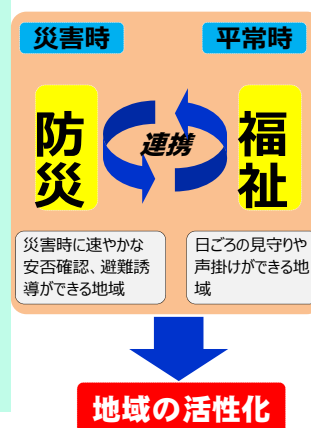 災害時
平常時
防災
連携
福祉
災害時に速やかな
安否確認、避難誘
導ができる地域
日ごろの見守りや
声掛けができる地
域
地域の活性化